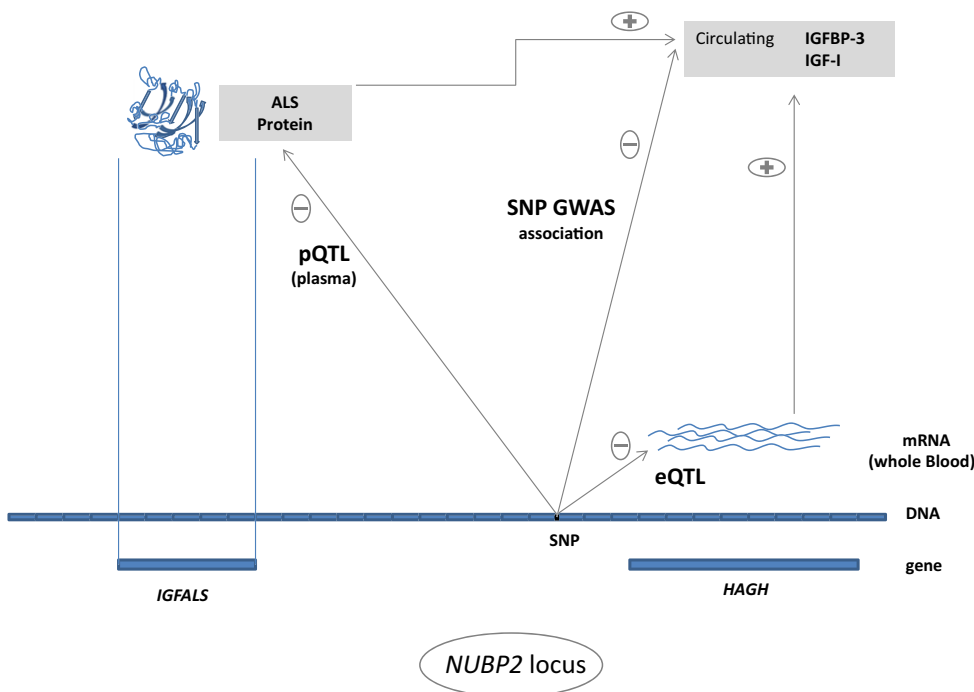 +
Circulating IGFBP-3
IGF-I
ALS
Protein
−
+
−
SNP GWAS
association
pQTL
(plasma)
−
mRNA
(whole Blood)
eQTL
DNA
SNP
gene
IGFALS
HAGH
NUBP2 locus